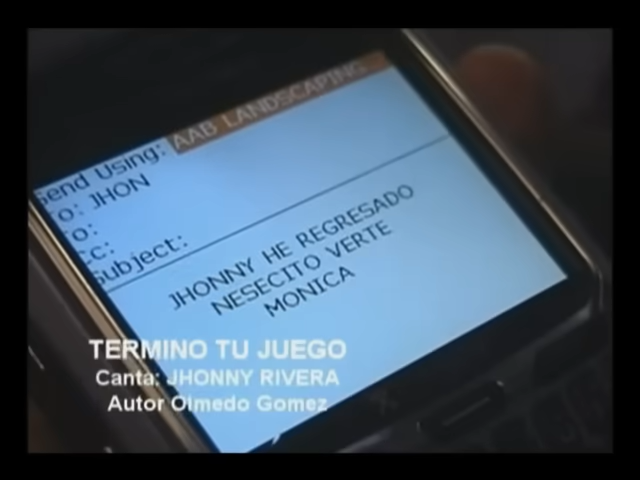 Send Using: AAB LANDSCAPING
To: JHON
To:
Cc:
Subject:
JHONNY HE REGRESADO
NESECITO VERTE
MONICA
TERMINO TU JUEGO
Canta: JHONNY RIVERA
Autor Olmedo Gomez